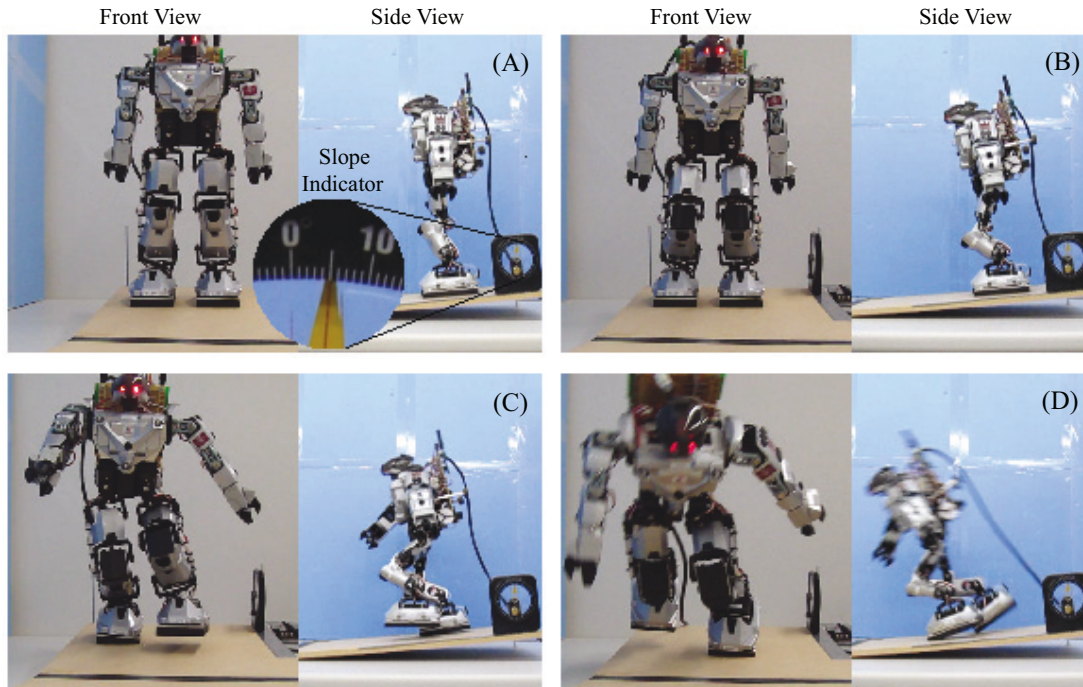 Front View Side View Front View Side View
(A) (B)
Slope
Indicator
0° 10
(C) (D)